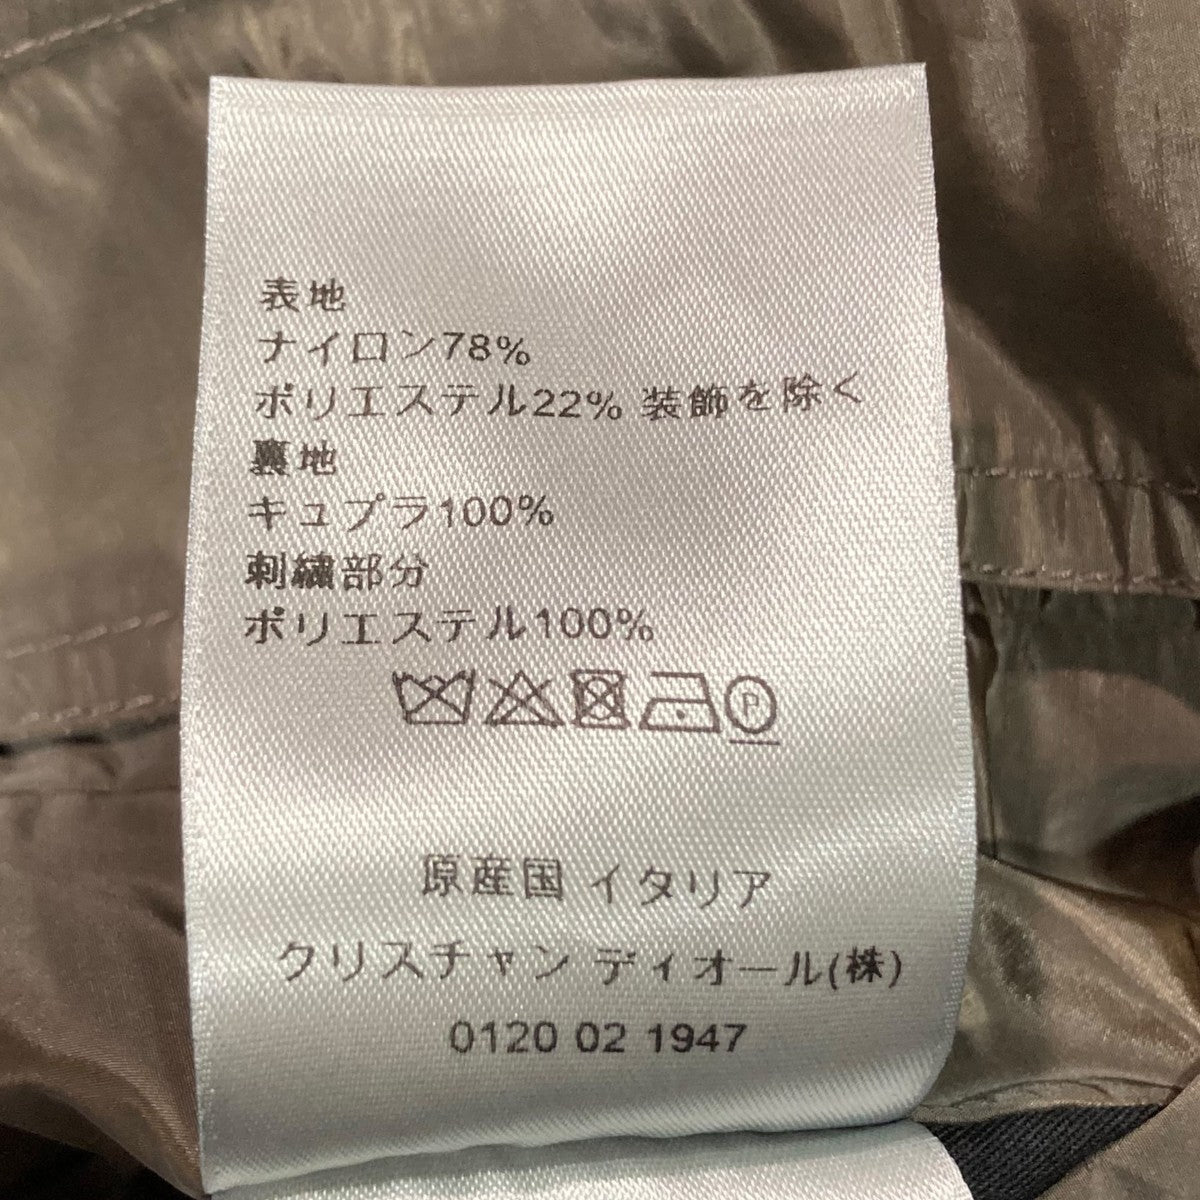 表地
ナイロン78%
ポリエステル22% 装飾を除く
裏地
キュプラ100%
刺繍部分
ポリエステル100%
P
原産国 イタリア
クリスチャン ディオール(株)
0120 02 1947